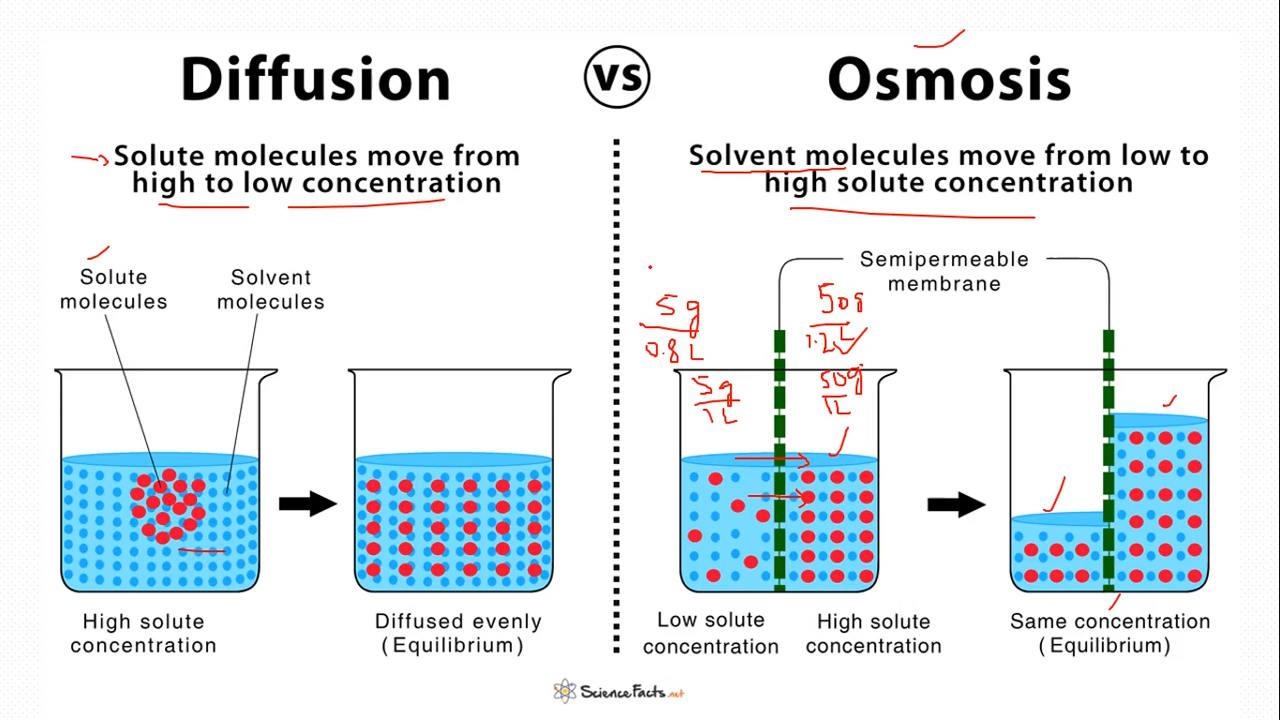 Diffusion
VS
Osmosis
Solute molecules move from
high to low concentration
Solvent molecules move from low to
high solute concentration
Solute
molecules
Solvent
molecules
Semipermeable
membrane
5g
0.8 L
50g
1.2 L
5g
1L
50g
1L
High solute
concentration
Diffused evenly
(Equilibrium)
Low solute
concentration
High solute
concentration
Same concentration
(Equilibrium)
ScienceFacts.net